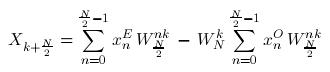 $X_{k+\frac{N}{2}} = \sum_{n=0}^{\frac{N}{2}-1} x_n^E \, W_{\frac{N}{2}}^{nk} - W_N^k \sum_{n=0}^{\frac{N}{2}-1} x_n^O \, W_{\frac{N}{2}}^{nk}$